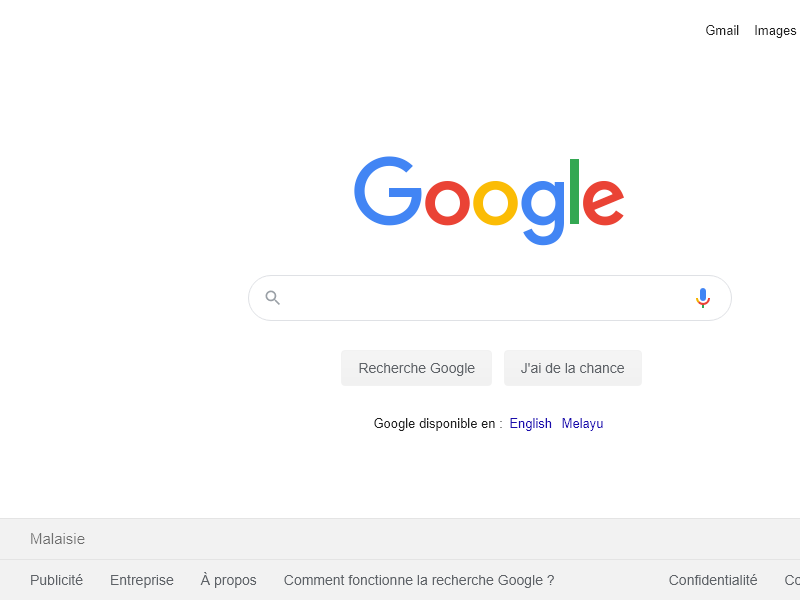 Gmail Images
Google
Recherche Google J'ai de la chance
Google disponible en : English Melayu
Malaisie
Publicité Entreprise À propos Comment fonctionne la recherche Google ? Confidentialité